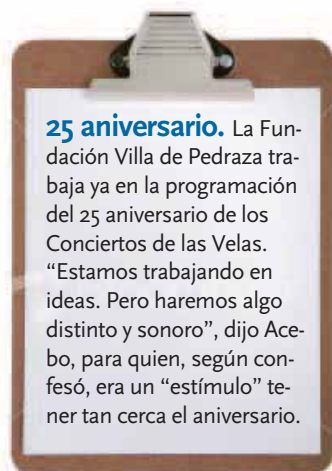 25 aniversario. La Fun-
dación Villa de Pedraza tra-
baja ya en la programación
del 25 aniversario de los
Conciertos de las Velas.
“Estamos trabajando en
ideas. Pero haremos algo
distinto y sonoro”, dijo Ace-
bo, para quien, según con-
fesó, era un “estímulo” te-
ner tan cerca el aniversario.